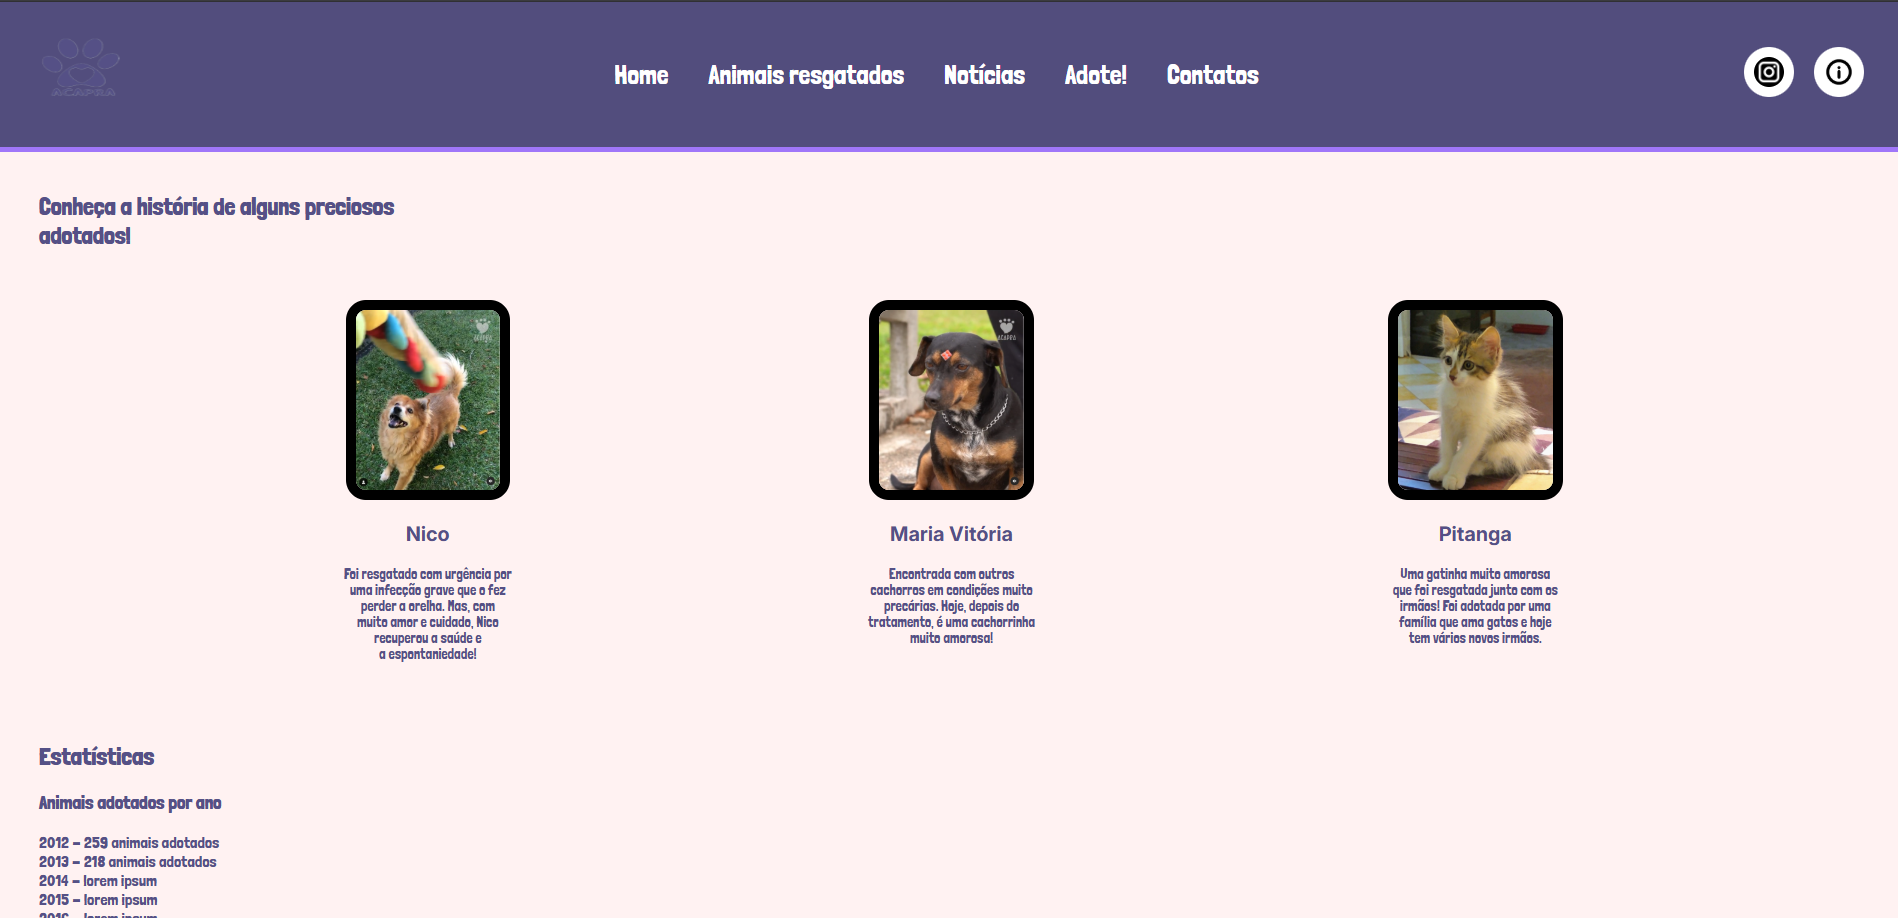 ACAPRA
Home
Animais resgatados
Notícias
Adote!
Contatos
Conheça a história de alguns preciosos
adotados!
ACAPRA
Nico
Foi resgatado com urgência por
uma infecção grave que o fez
perder a orelha. Mas, com
muito amor e cuidado, Nico
recuperou a saúde e
a espontaniedade!
Maria Vitória
Encontrada com outros
cachorros em condições muito
precárias. Hoje, depois do
tratamento, é uma cachorrinha
muito amorosa!
Pitanga
Uma gatinha muito amorosa
que foi resgatada junto com os
irmãos! Foi adotada por uma
família que ama gatos e hoje
tem vários novos irmãos.
Estatísticas
Animais adotados por ano
2012 - 259 animais adotados
2013 - 218 animais adotados
2014 - lorem ipsum
2015 - lorem ipsum
2016 - lorem ipsum